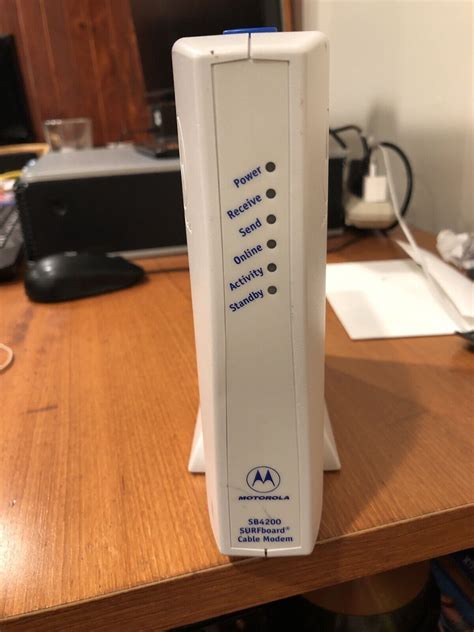 Power
Receive
Send
Online
Activity
Standby
MOTOROLA
SB4200
SURFboard®
Cable Modem